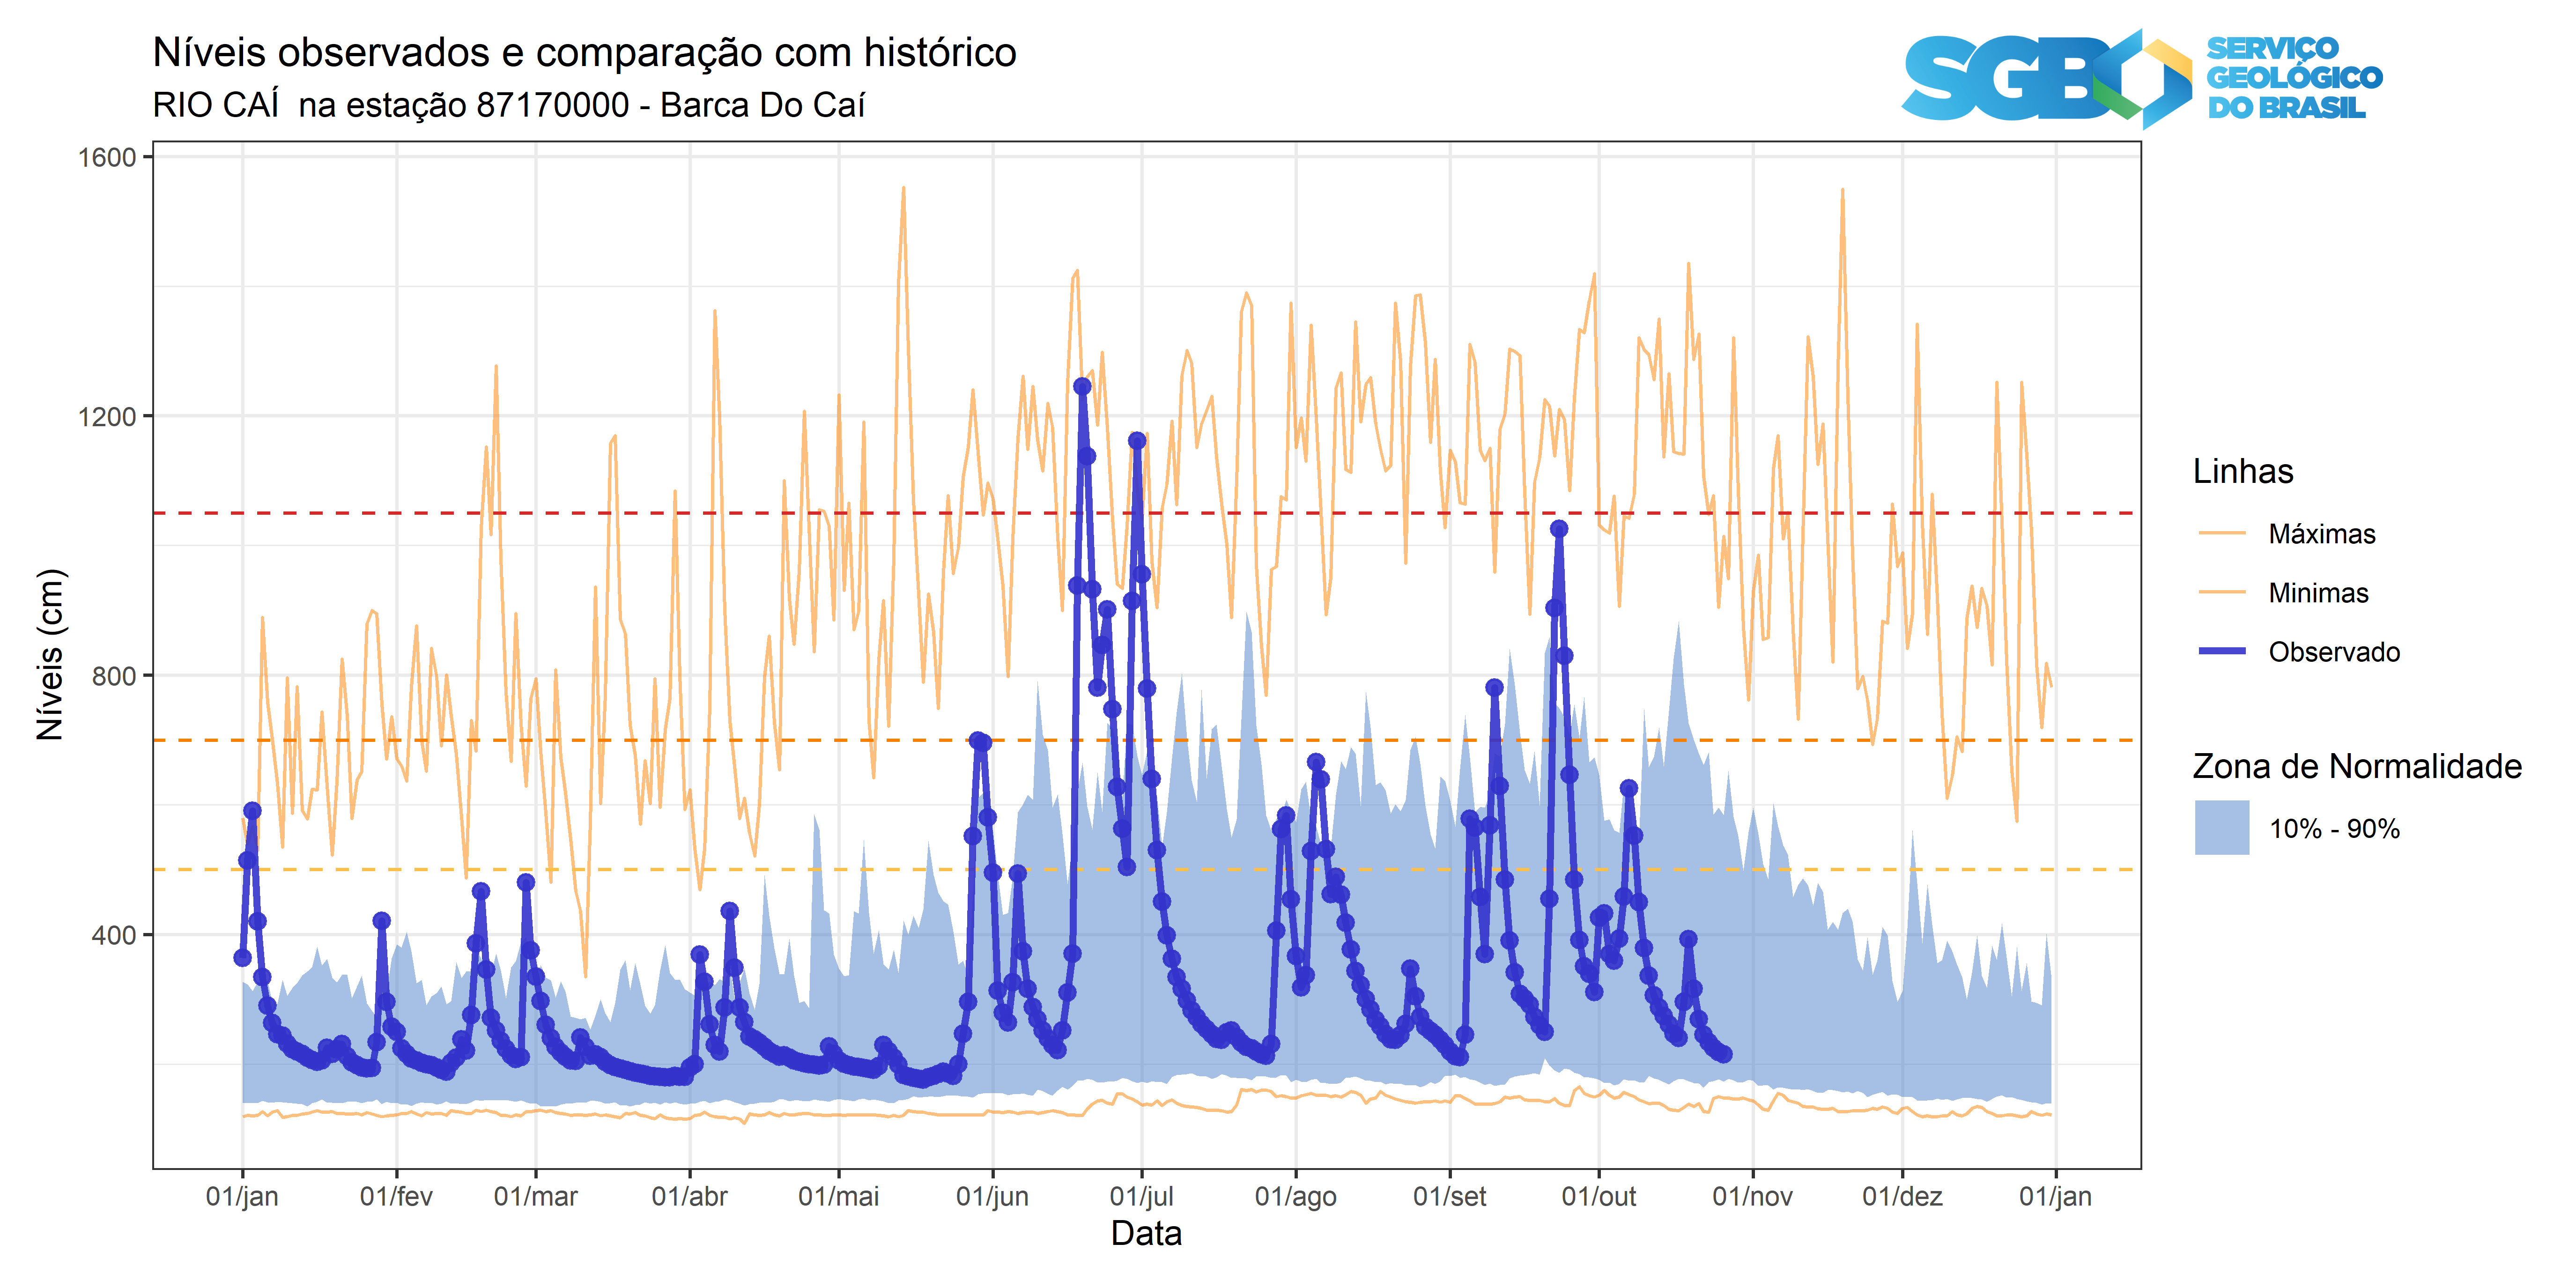 Níveis observados e comparação com histórico
RIO CAÍ  na estação 87170000 - Barca Do Caí
SGB
SERVIÇO
GEOLÓGICO
DO BRASIL
Níveis (cm)
1600
1200
800
400
01/jan 01/fev 01/mar 01/abr 01/mai 01/jun 01/jul 01/ago 01/set 01/out 01/nov 01/dez 01/jan
Data
Linhas
Máximas
Minimas
Observado
Zona de Normalidade
10% - 90%